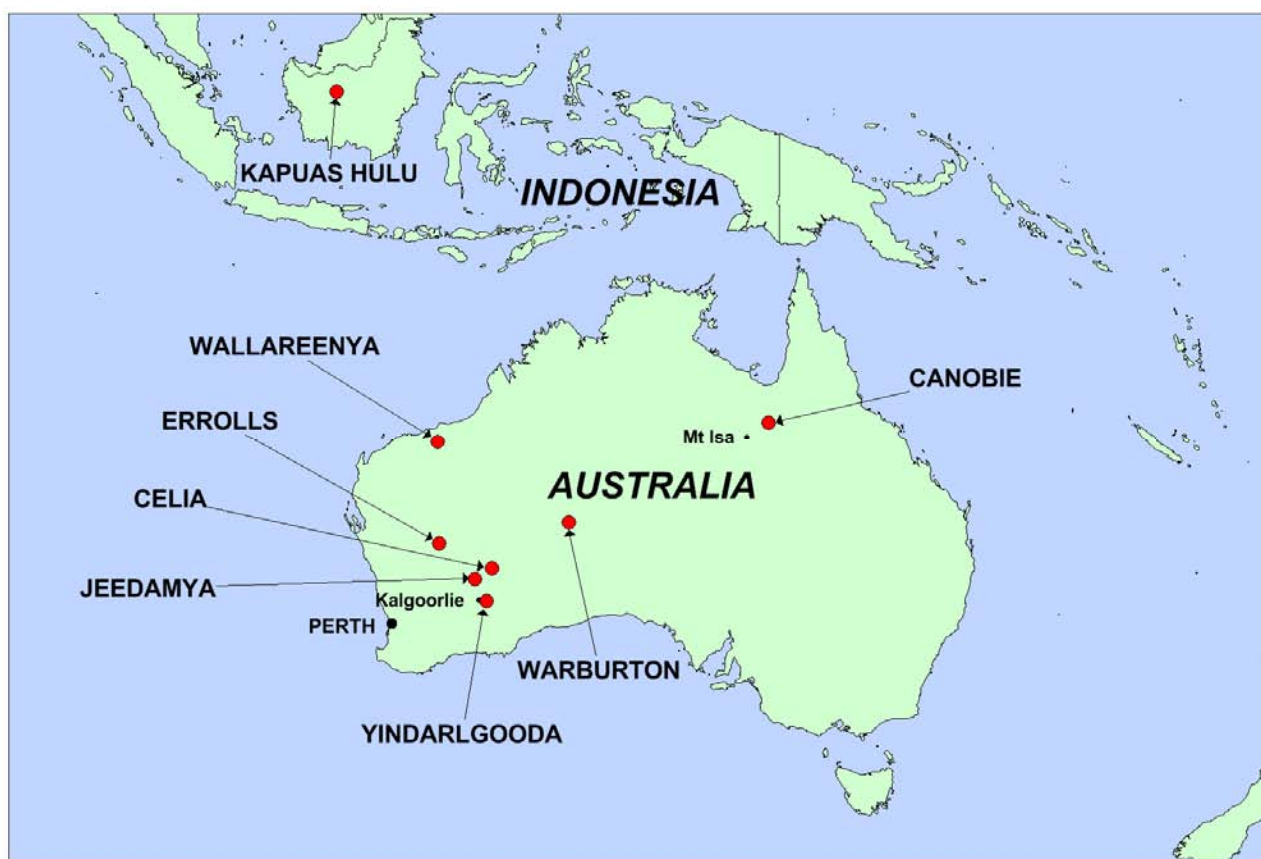 KAPUAS HULU
INDONESIA
WALLAREENYA
CANOBIE
ERROLLS
Mt Isa
AUSTRALIA
CELIA
JEEDAMYA
Kalgoorlie
PERTH
WARBURTON
YINDARLGOODA